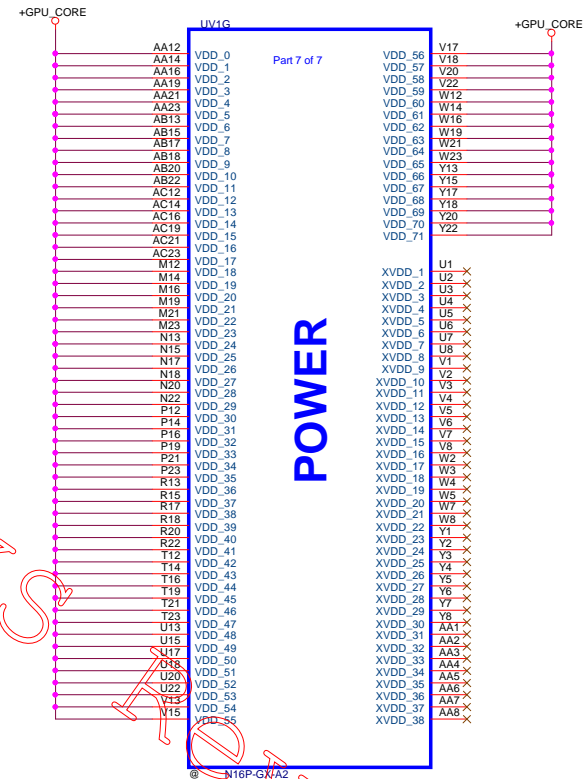 +GPU_CORE
+GPU_CORE
UV1G
Part 7 of 7
AA12 VDD_0
AA14 VDD_1
AA16 VDD_2
AA19 VDD_3
AA21 VDD_4
AA23 VDD_5
AB13 VDD_6
AB15 VDD_7
AB17 VDD_8
AB18 VDD_9
AB20 VDD_10
AB22 VDD_11
AC12 VDD_12
AC14 VDD_13
AC16 VDD_14
AC19 VDD_15
AC21 VDD_16
AC23 VDD_17
M12 VDD_18
M14 VDD_19
M16 VDD_20
M19 VDD_21
M21 VDD_22
M23 VDD_23
N13 VDD_24
N15 VDD_25
N17 VDD_26
N18 VDD_27
N20 VDD_28
N22 VDD_29
P12 VDD_30
P14 VDD_31
P16 VDD_32
P19 VDD_33
P21 VDD_34
P23 VDD_35
R13 VDD_36
R15 VDD_37
R17 VDD_38
R18 VDD_39
R20 VDD_40
R22 VDD_41
T12 VDD_42
T14 VDD_43
T16 VDD_44
T19 VDD_45
T21 VDD_46
T23 VDD_47
U13 VDD_48
U15 VDD_49
U17 VDD_50
U18 VDD_51
U20 VDD_52
U22 VDD_53
V13 VDD_54
V15 VDD_55
POWER
VDD_56 V17
VDD_57 V18
VDD_58 V20
VDD_59 V22
VDD_60 W12
VDD_61 W14
VDD_62 W16
VDD_63 W19
VDD_64 W21
VDD_65 W23
VDD_66 Y13
VDD_67 Y15
VDD_68 Y17
VDD_69 Y18
VDD_70 Y20
VDD_71 Y22
XVDD_1 U1
XVDD_2 U2
XVDD_3 U3
XVDD_4 U4
XVDD_5 U5
XVDD_6 U6
XVDD_7 U7
XVDD_8 U8
XVDD_9 V1
XVDD_10 V2
XVDD_11 V3
XVDD_12 V4
XVDD_13 V5
XVDD_14 V6
XVDD_15 V7
XVDD_16 V8
XVDD_17 W2
XVDD_18 W3
XVDD_19 W4
XVDD_20 W5
XVDD_21 W7
XVDD_22 W8
XVDD_23 Y1
XVDD_24 Y2
XVDD_25 Y3
XVDD_26 Y4
XVDD_27 Y5
XVDD_28 Y6
XVDD_29 Y7
XVDD_30 Y8
XVDD_31 AA1
XVDD_32 AA2
XVDD_33 AA3
XVDD_34 AA4
XVDD_35 AA5
XVDD_36 AA6
XVDD_37 AA7
XVDD_38 AA8
@ N16P-GX-A2